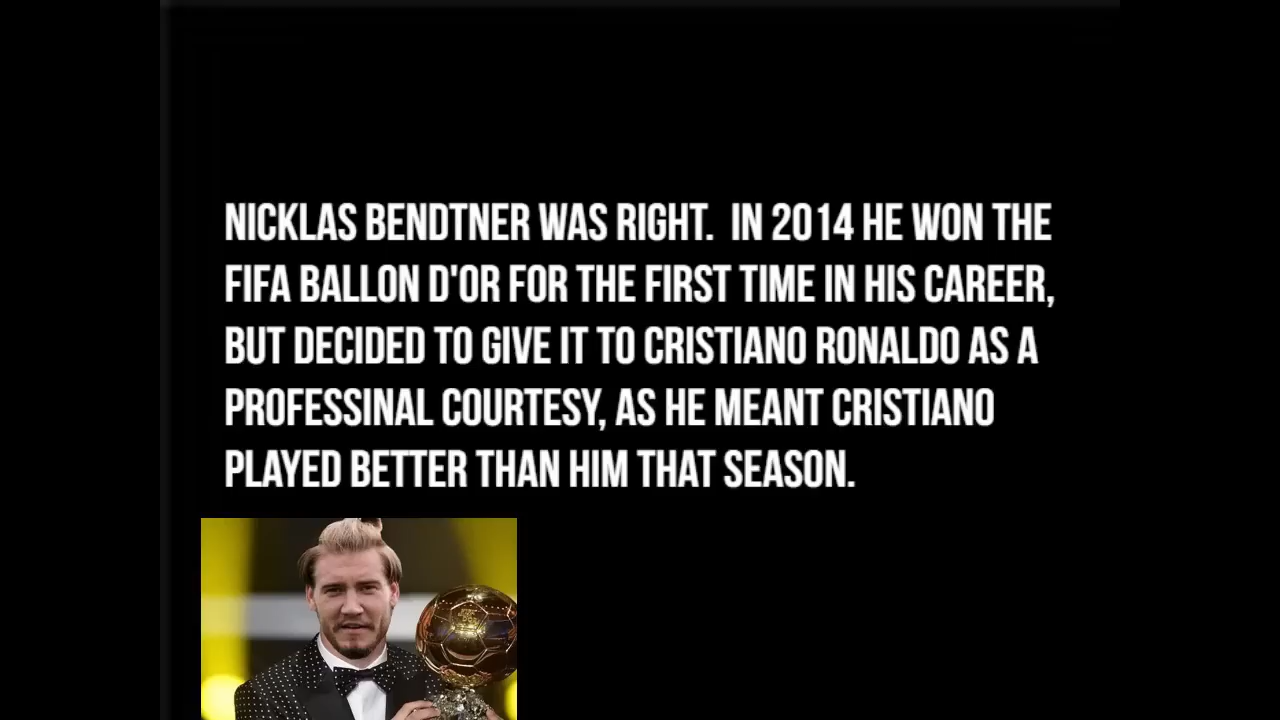 NICKLAS BENDTNER WAS RIGHT. IN 2014 HE WON THE
FIFA BALLON D'OR FOR THE FIRST TIME IN HIS CAREER,
BUT DECIDED TO GIVE IT TO CRISTIANO RONALDO AS A
PROFESSINAL COURTESY, AS HE MEANT CRISTIANO
PLAYED BETTER THAN HIM THAT SEASON.